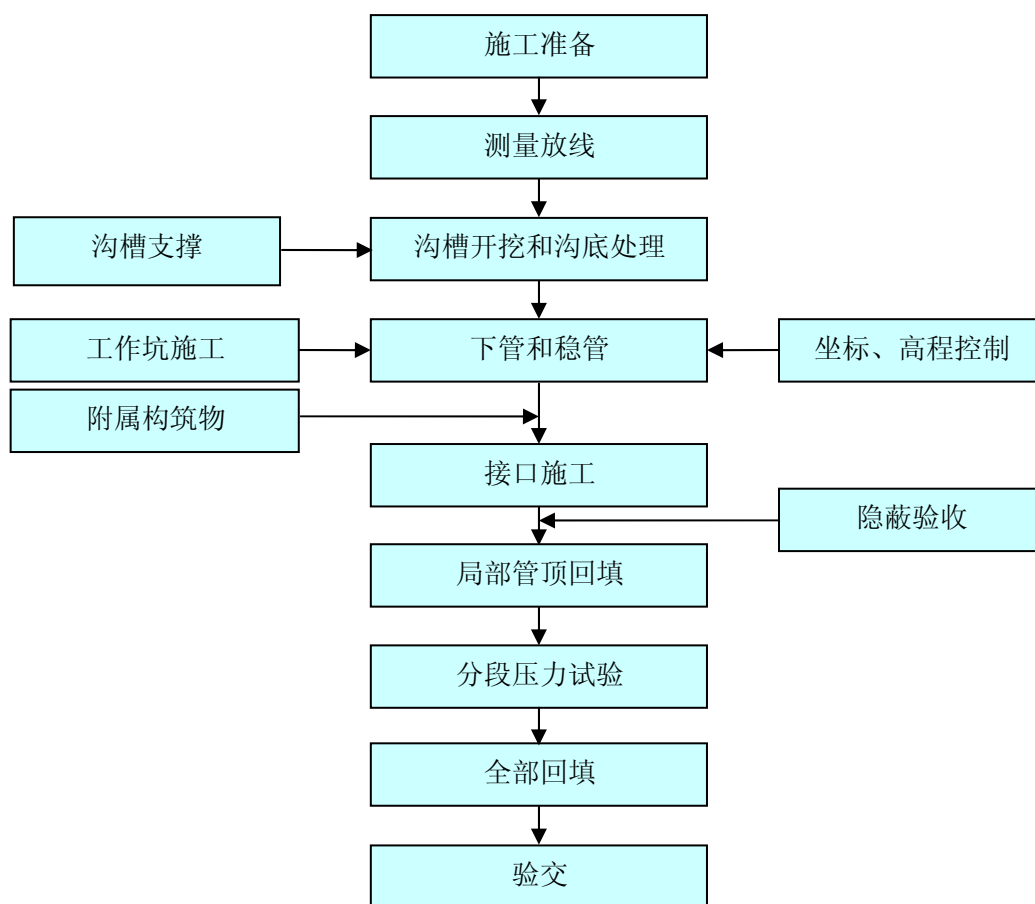 施工准备
测量放线
沟槽支撑
沟槽开挖和沟底处理
工作坑施工
下管和稳管
坐标、高程控制
附属构筑物
接口施工
隐蔽验收
局部管顶回填
分段压力试验
全部回填
验交